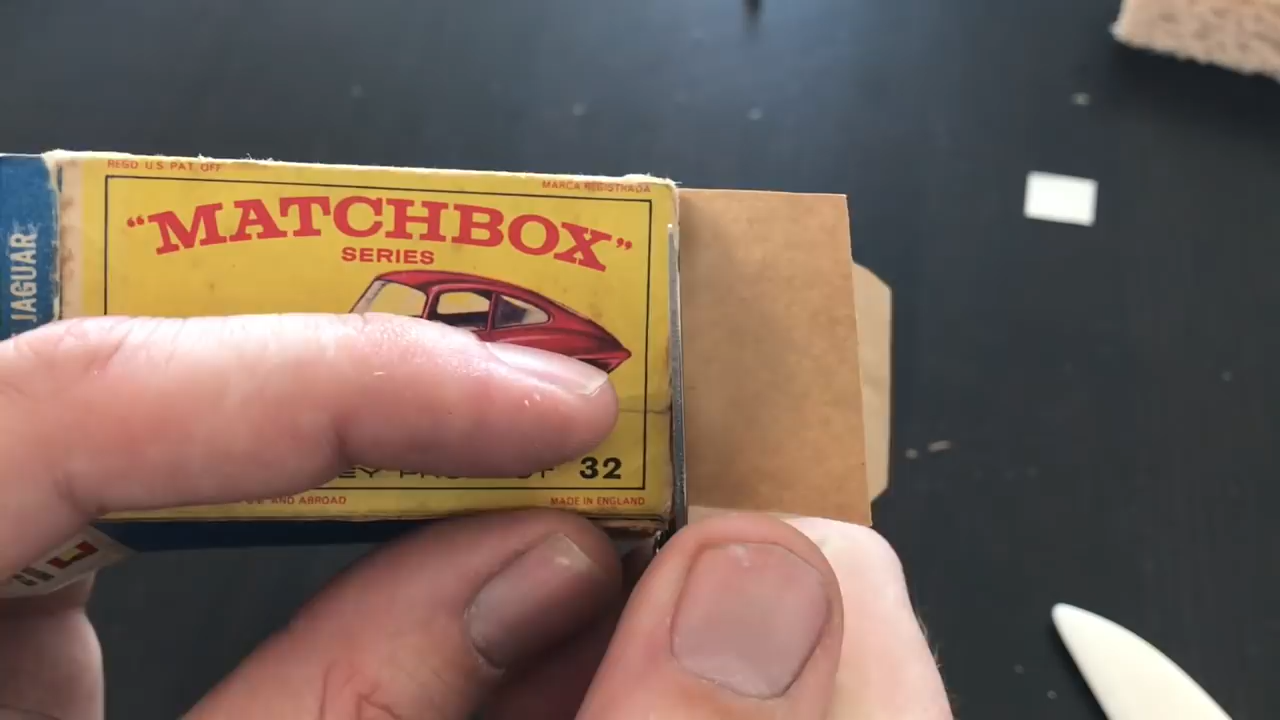 REGD U.S PAT OFF
MARCA REGISTRADA
"MATCHBOX"
SERIES
JAGUAR
32
AND ABROAD
MADE IN ENGLAND